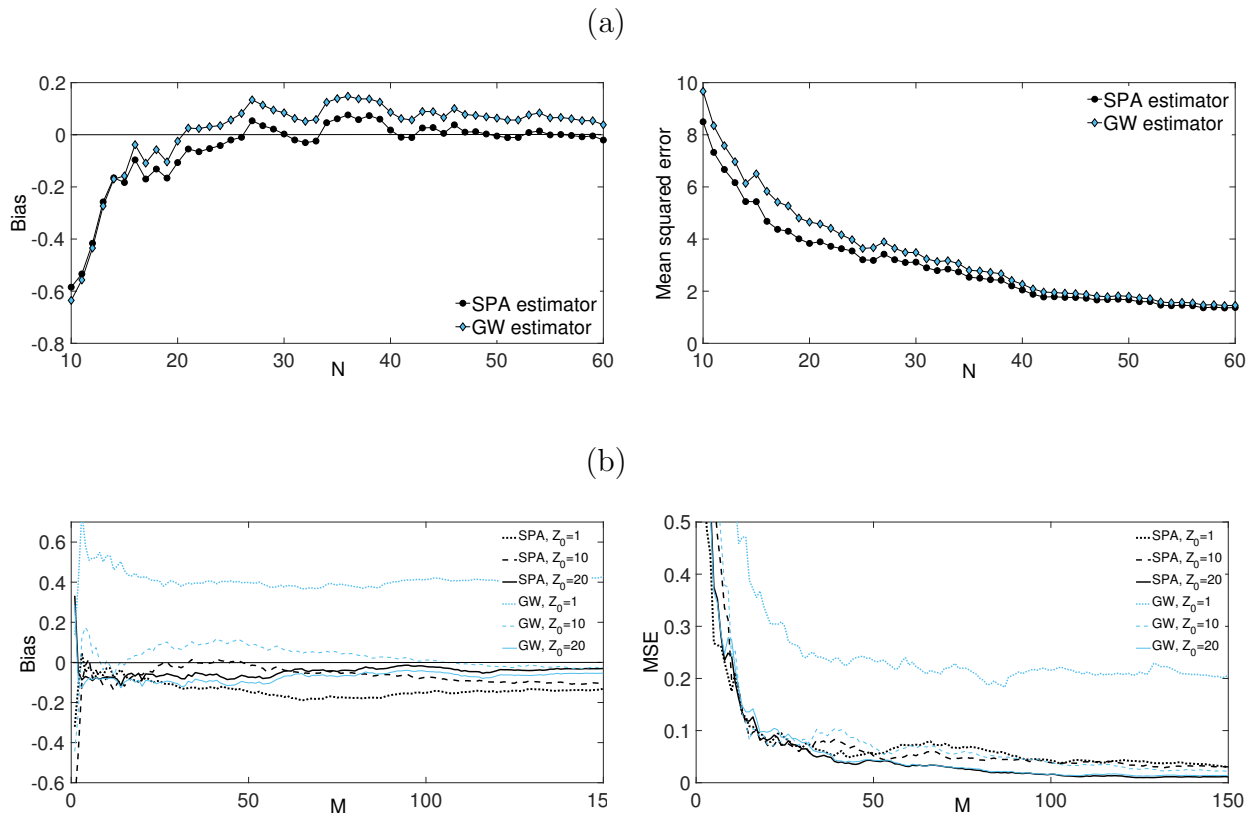 (a)
0.2
0
-0.2
-0.4
-0.6
-0.8
Bias
10
20
30
40
50
60
N
SPA estimator
GW estimator
10
8
6
4
2
0
Mean squared error
10
20
30
40
50
60
N
SPA estimator
GW estimator
(b)
0.6
0.4
0.2
0
-0.2
-0.4
-0.6
Bias
0
50
100
150
M
SPA, Z0=1
SPA, Z0=10
SPA, Z0=20
GW, Z0=1
GW, Z0=10
GW, Z0=20
0.5
0.4
0.3
0.2
0.1
0
MSE
0
50
100
150
M
SPA, Z0=1
SPA, Z0=10
SPA, Z0=20
GW, Z0=1
GW, Z0=10
GW, Z0=20